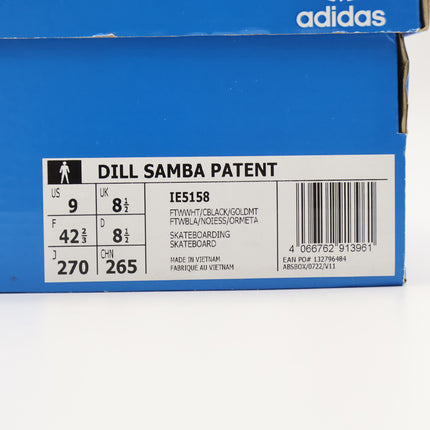 adidas
DILL SAMBA PATENT
US 9 UK 8½
F 42⅔ D 8½
J 270 CHN 265
IE5158
FTWWHT/CBLACK/GOLDMT
FTWBLA/NOIESS/ORMETA
SKATEBOARDING
SKATEBOARD
MADE IN VIETNAM
FABRIQUE AU VIETNAM
4 066762 913961
EAN PO# 132796484
ABSBOX/0722/V11